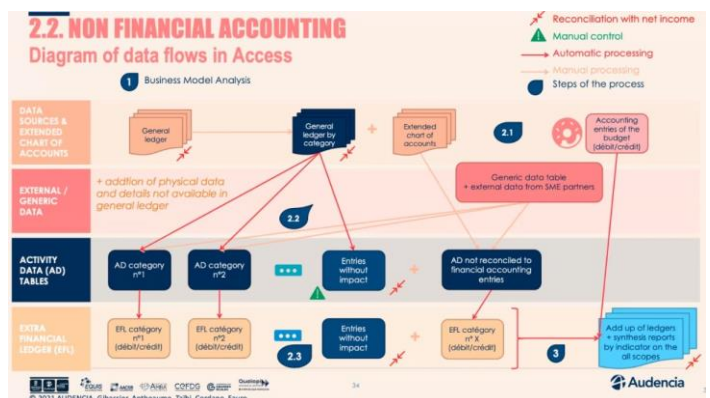 2.2. NON FINANCIAL ACCOUNTING
Diagram of data flows in Access
Reconciliation with net income
Manual control
Automatic processing
Manual processing
Steps of the process
1
Business Model Analysis
DATA
SOURCES &
EXTENDED
CHART OF
ACCOUNTS
General
ledger
General
ledger by
category
+
Extended
chart of
accounts
2.1
Accounting
entries of the
budget
(débit/crédit)
EXTERNAL /
GENERIC
DATA
+ addtion of physical data
and details not available in
general ledger
2.2
Generic data table
+ external data from SME partners
ACTIVITY
DATA (AD)
TABLES
AD category
n°1
AD category
n°2
Entries
without
impact
+
AD not reconciled to
financial accounting
entries
EXTRA
FINANCIAL
LEDGER (EFL)
EFL catégory
n°1
(débit/crédit)
EFL catégory
n°2
(débit/crédit)
2.3
Entries
without
impact
+
EFL catégory
n° X
(débit/crédit)
3
Add up of ledgers
+ synthesis reports
by indicator on the
all scopes
EQUIS
AACSB
34
Audencia